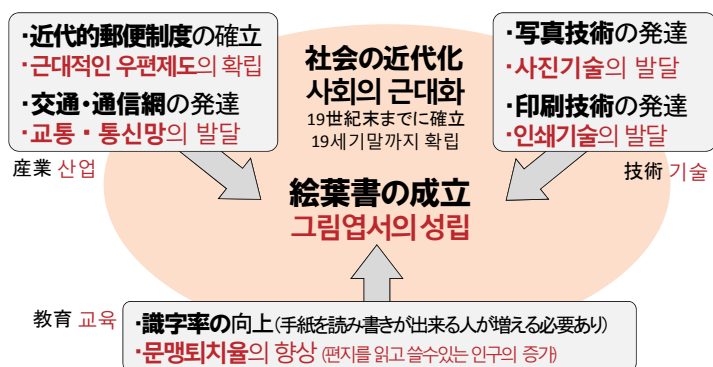 ・近代的郵便制度の確立
・근대적인 우편제도의 확립
・交通・通信網の発達
・교통・통신망의 발달
産業 산업
社会の近代化
사회의 근대화
19世紀末までに確立
19세기말까지 확립
・写真技術の発達
・사진기술의 발달
・印刷技術の発達
・인쇄기술의 발달
技術 기술
絵葉書の成立
그림엽서의 성립
教育 교육
・識字率の向上(手紙を読み書きが出来る人が増える必要あり)
・문맹퇴치율의 향상 (편지를 읽고 쓸수있는 인구의 증가)